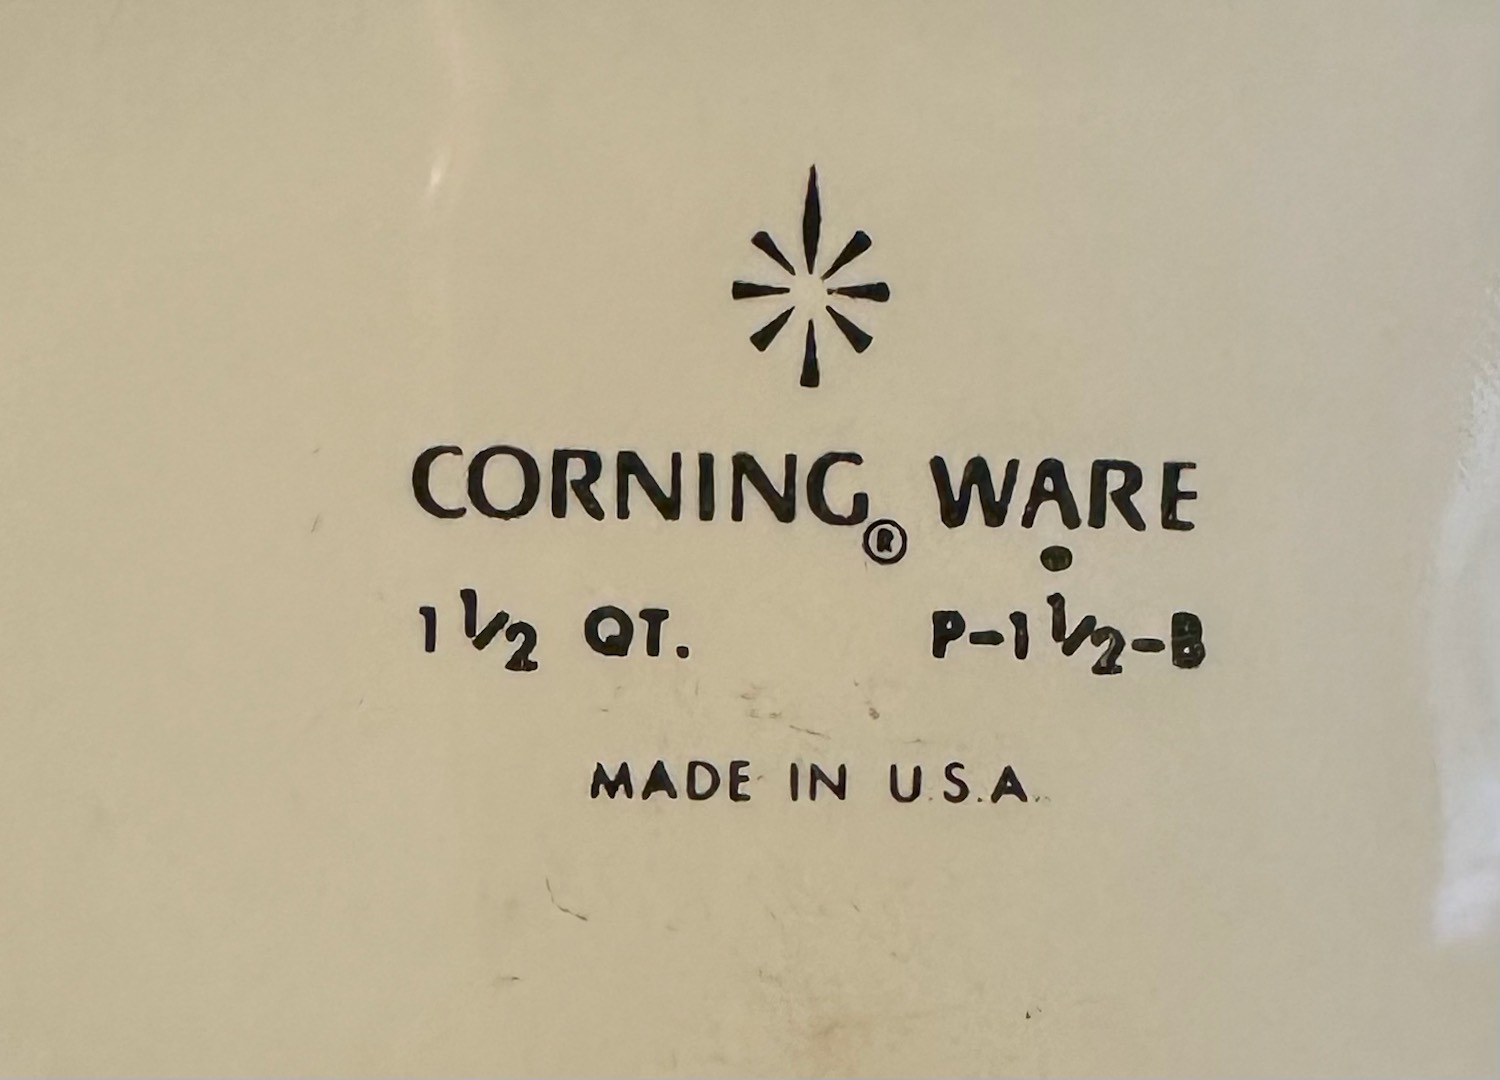 CORNING® WARE
1 1/2 QT. P-1 1/2-B
MADE IN U.S.A.